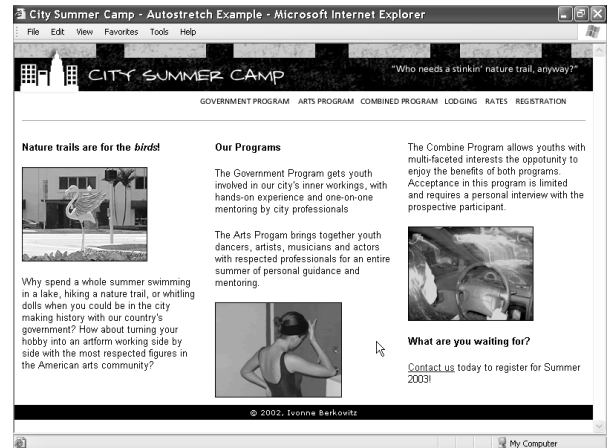 City Summer Camp - Autostretch Example - Microsoft Internet Explorer
File Edit View Favorites Tools Help
CITY SUMMER CAMP
"Who needs a stinkin' nature trail, anyway?"
GOVERNMENT PROGRAM ARTS PROGRAM COMBINED PROGRAM LODGING RATES REGISTRATION
Nature trails are for the birds!
Why spend a whole summer swimming
in a lake, hiking a nature trail, or whitling
dolls when you could be in the city
making history with our country's
government? How about turning your
hobby into an artform working side by
side with the most respected figures in
the American arts community?
Our Programs
The Government Program gets youth
involved in our city's inner workings, with
hands-on experience and one-on-one
mentoring by city professionals
The Arts Progam brings together youth
dancers, artists, musicians and actors
with respected professionals for an entire
summer of personal guidance and
mentoring.
The Combine Program allows youths with
multi-faceted interests the oppotunity to
enjoy the benefits of both programs.
Acceptance in this program is limited
and requires a personal interview with the
prospective participant.
What are you waiting for?
Contact us today to register for Summer
2003!
© 2002, Ivonne Berkowitz
My Computer